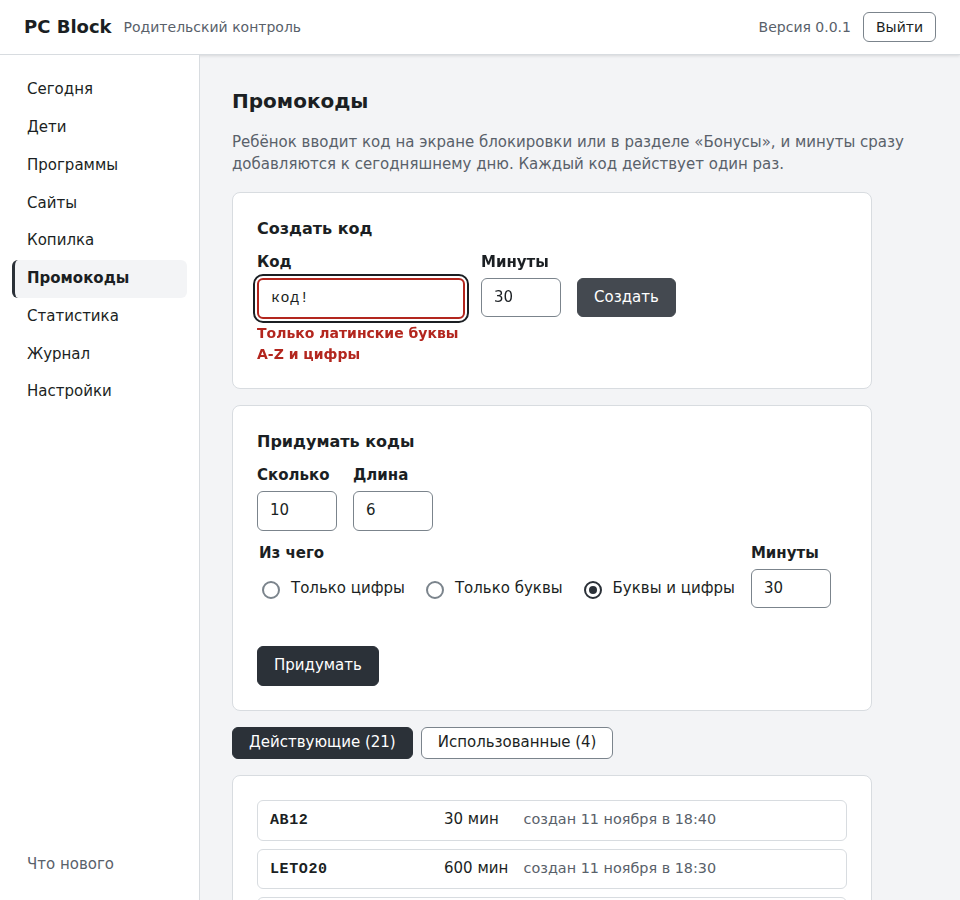 PC Block Родительский контроль Версия 0.0.1 Выйти
Сегодня
Дети
Программы
Сайты
Копилка
Промокоды
Статистика
Журнал
Настройки
Что нового
Промокоды
Ребёнок вводит код на экране блокировки или в разделе «Бонусы», и минуты сразу
добавляются к сегодняшнему дню. Каждый код действует один раз.
Создать код
Код Минуты
код! 30 Создать
Только латинские буквы
A-Z и цифры
Придумать коды
Сколько Длина
10 6
Из чего Минуты
Только цифры Только буквы Буквы и цифры 30
Придумать
Действующие (21) Использованные (4)
AB12 30 мин создан 11 ноября в 18:40
LETO20 600 мин создан 11 ноября в 18:30